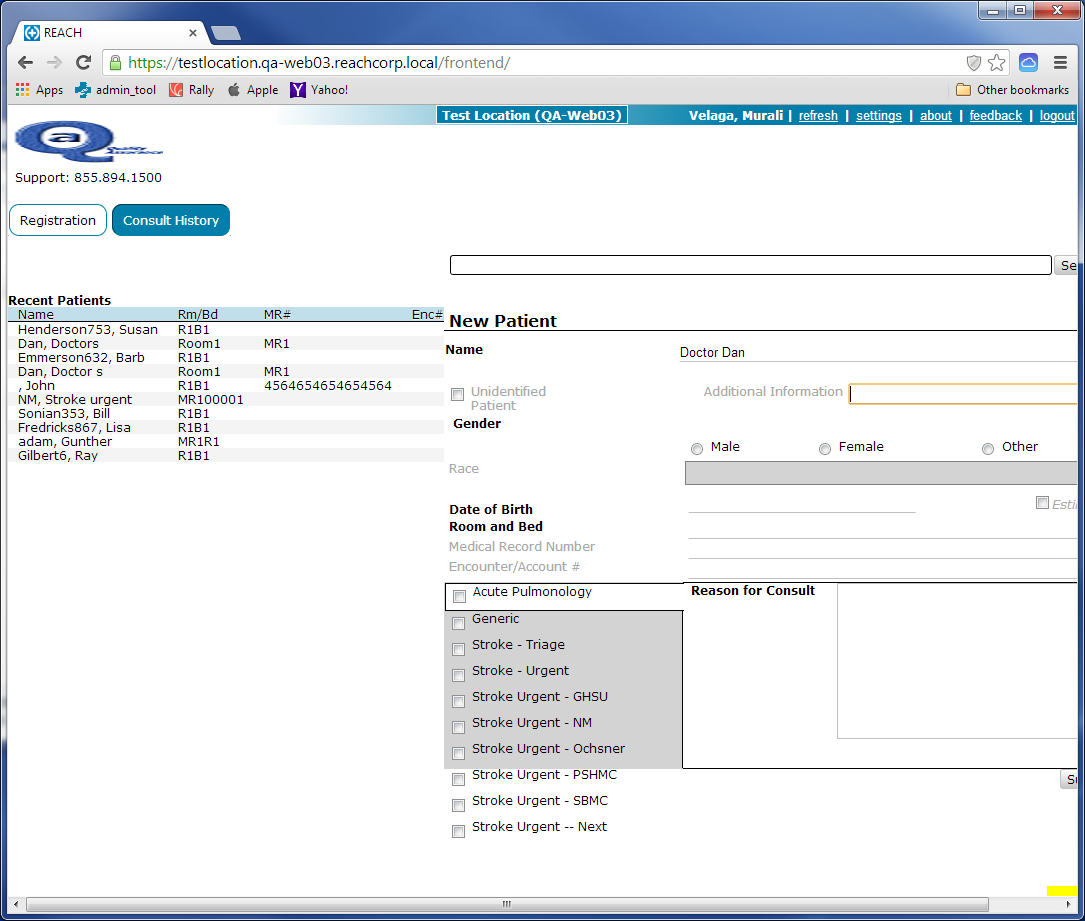 REACH
https://testlocation.qa-web03.reachcorp.local/frontend/
Apps admin_tool Rally Apple Yahoo! Other bookmarks
Test Location (QA-Web03) Velaga, Murali | refresh | settings | about | feedback | logout
Qa Quality Assurance
Support: 855.894.1500
Registration Consult History
Se
Recent Patients
Name Rm/Bd MR# Enc#
Henderson753, Susan R1B1
Dan, Doctors Room1 MR1
Emmerson632, Barb R1B1
Dan, Doctor s Room1 MR1
, John R1B1 4564654654654564
NM, Stroke urgent MR100001
Sonian353, Bill R1B1
Fredricks867, Lisa R1B1
adam, Gunther MR1R1
Gilbert6, Ray R1B1
New Patient
Name Doctor Dan
Unidentified Patient Additional Information
Gender
Male Female Other
Race
Date of Birth Esti
Room and Bed
Medical Record Number
Encounter/Account #
Acute Pulmonology
Generic
Stroke - Triage
Stroke - Urgent
Stroke Urgent - GHSU
Stroke Urgent - NM
Stroke Urgent - Ochsner
Stroke Urgent - PSHMC
Stroke Urgent - SBMC
Stroke Urgent -- Next
Reason for Consult
Su